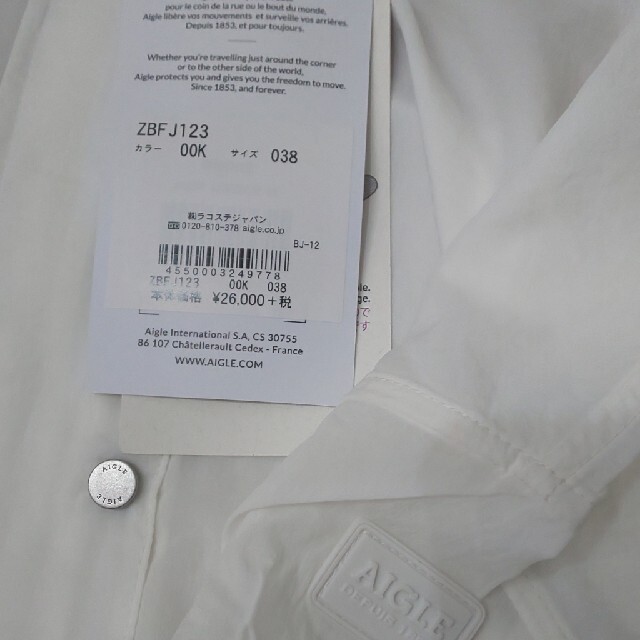 pour le coin de la rue ou le bout du monde,
Aigle libère vos mouvements et surveille vos arrières.
Depuis 1853, et pour toujours.
Whether you're travelling just around the corner
or to the other side of the world,
Aigle protects you and gives you the freedom to move.
Since 1853, and forever.
ZBFJ123
カラー 00K サイズ 038
㈱ラコステジャパン
0120-810-378 aigle.co.jp
BJ-12
4550003249778
ZBFJ123 00K 038
本体価格 ¥26,000+税
Aigle International S.A, CS 30755
86 107 Châtellerault Cedex - France
WWW.AIGLE.COM
AIGLE
AIGLE
AIGLE